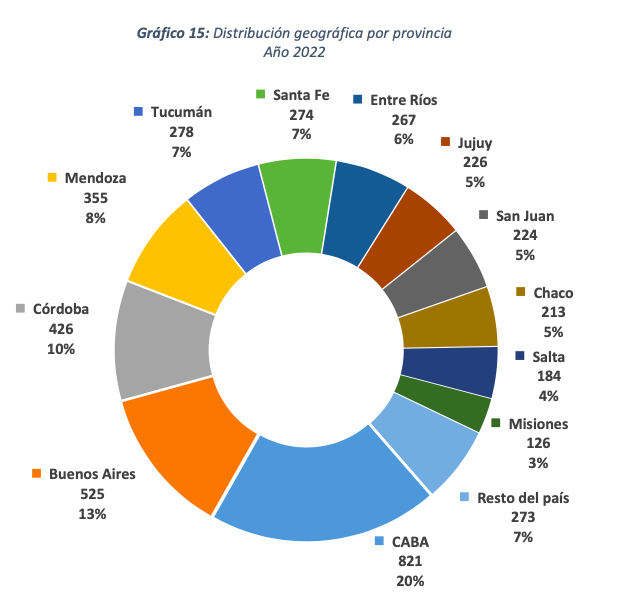 Gráfico 15: Distribución geográfica por provincia
Año 2022
Santa Fe
274
7%
Entre Ríos
267
6%
Tucumán
278
7%
Jujuy
226
5%
Mendoza
355
8%
San Juan
224
5%
Chaco
213
5%
Córdoba
426
10%
Salta
184
4%
Misiones
126
3%
Buenos Aires
525
13%
Resto del país
273
7%
CABA
821
20%